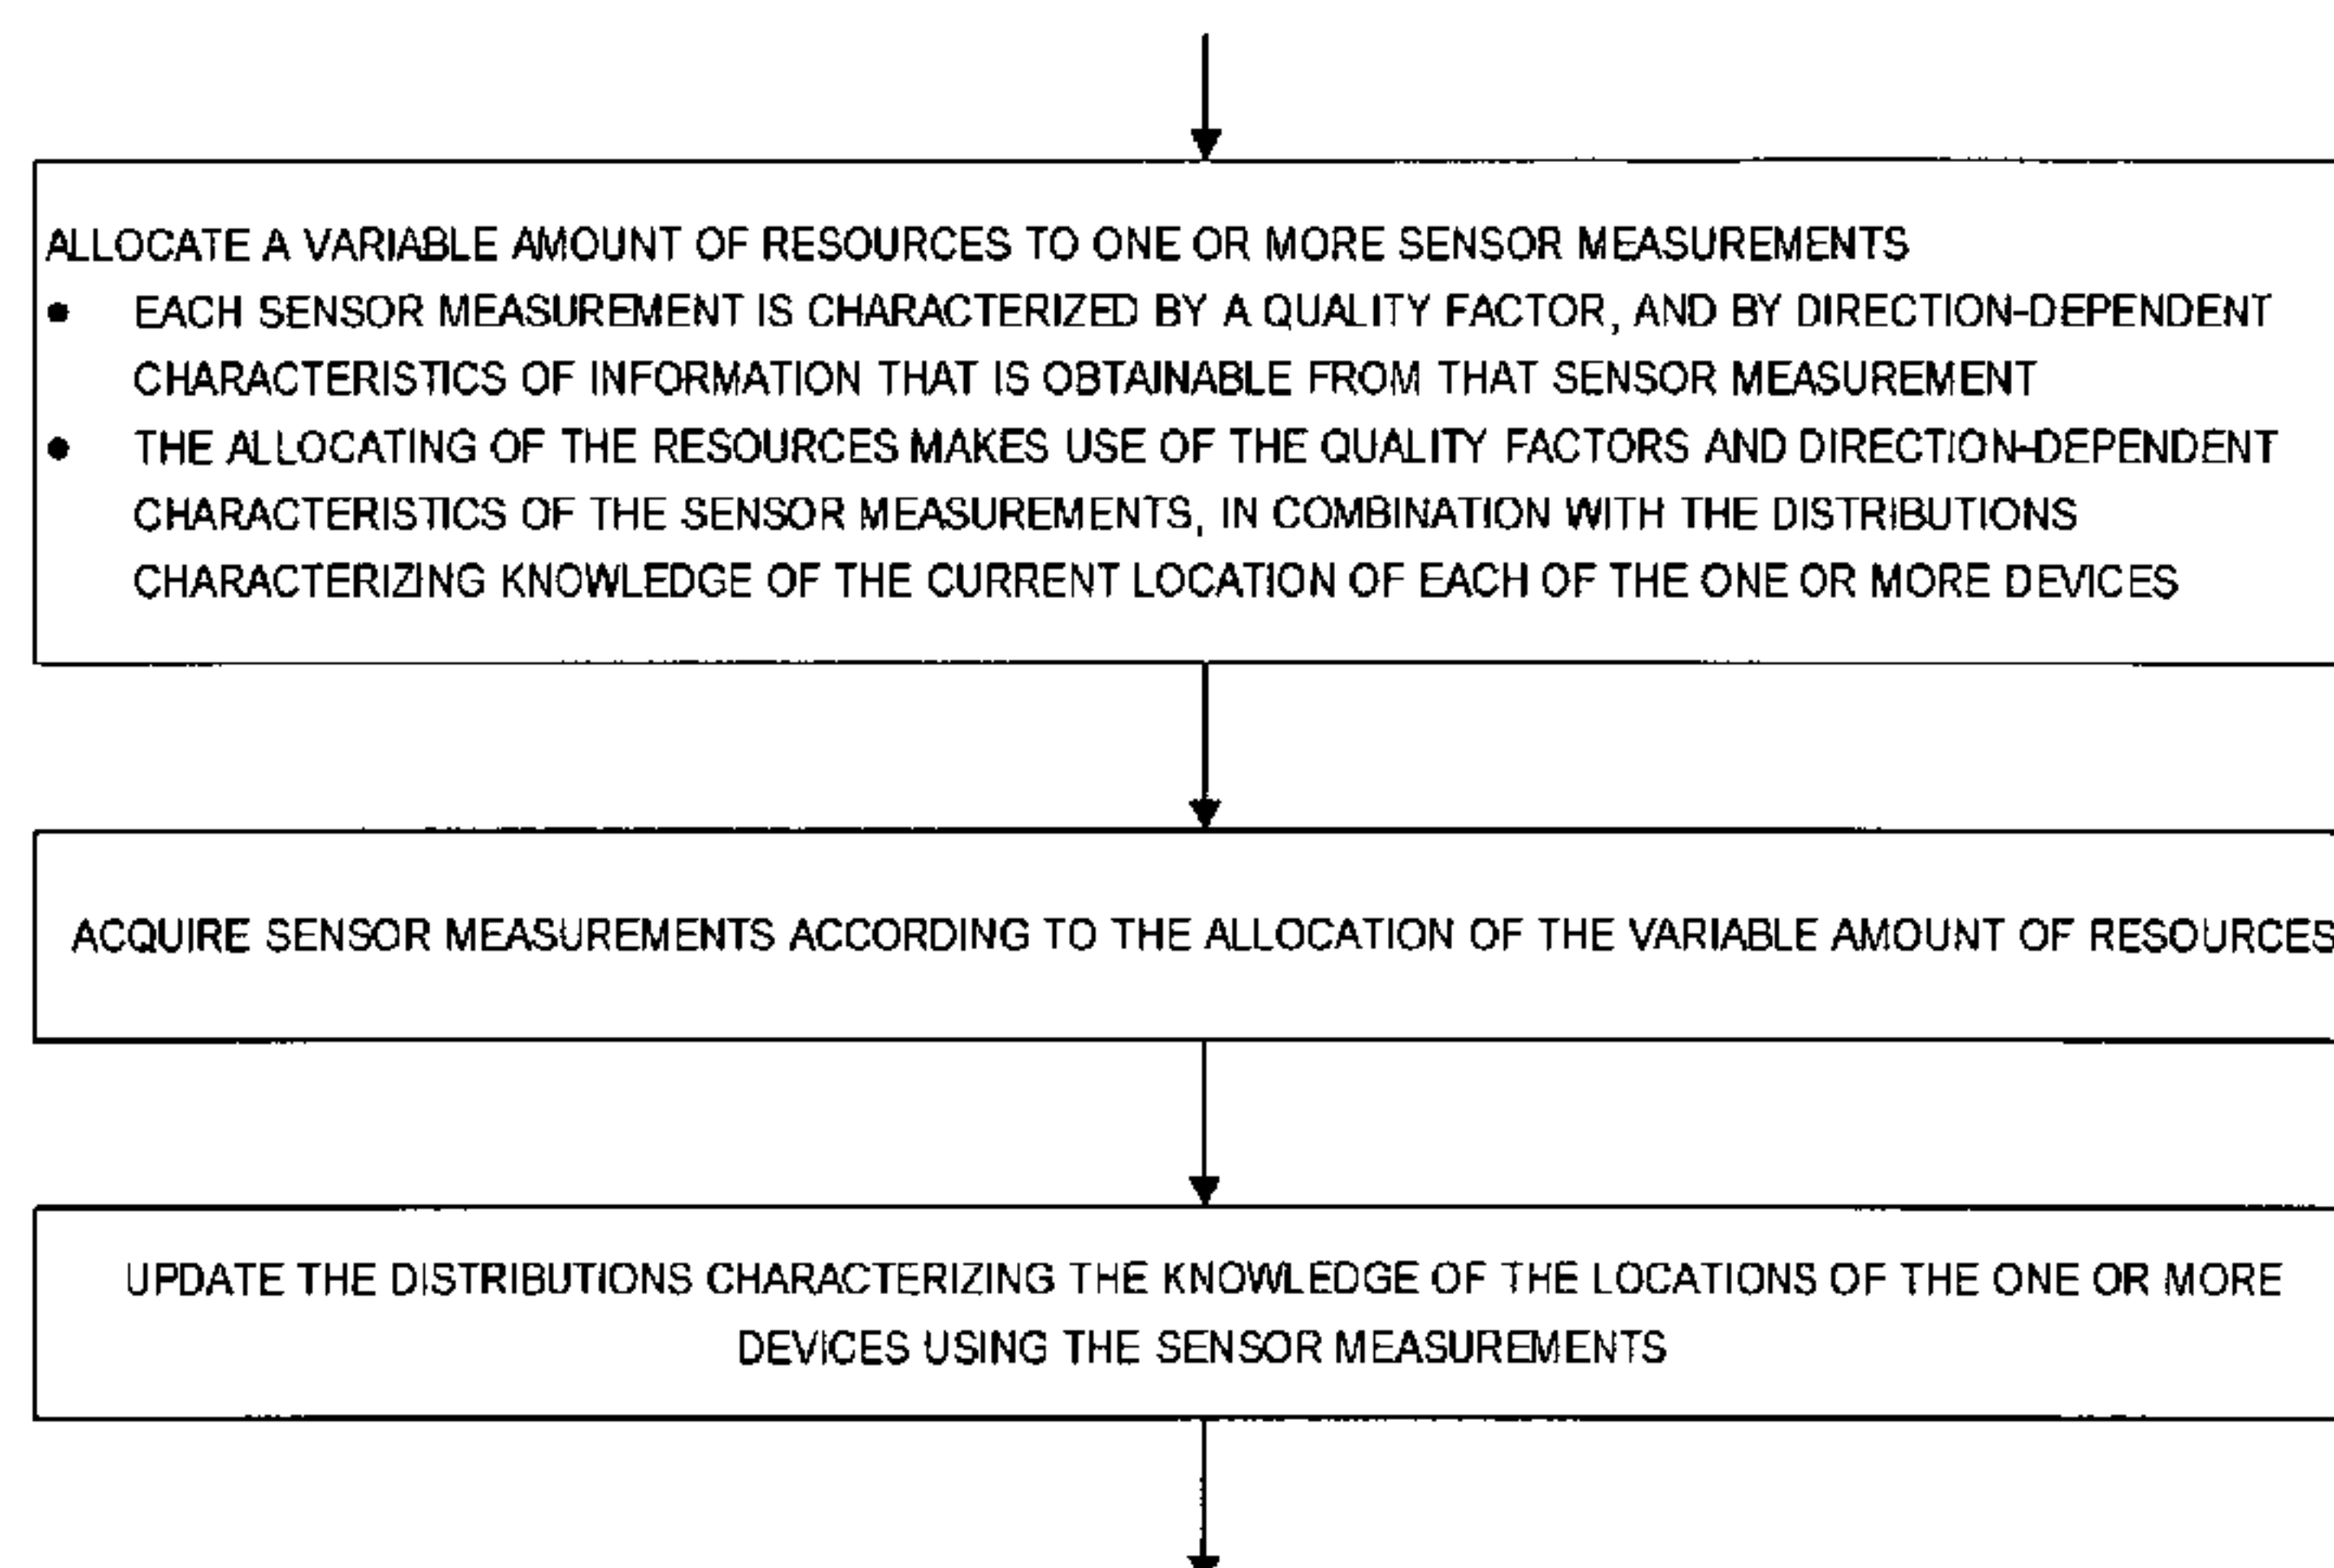 ALLOCATE A VARIABLE AMOUNT OF RESOURCES TO ONE OR MORE SENSOR MEASUREMENTS
● EACH SENSOR MEASUREMENT IS CHARACTERIZED BY A QUALITY FACTOR, AND BY DIRECTION-DEPENDENT
CHARACTERISTICS OF INFORMATION THAT IS OBTAINABLE FROM THAT SENSOR MEASUREMENT
● THE ALLOCATING OF THE RESOURCES MAKES USE OF THE QUALITY FACTORS AND DIRECTION-DEPENDENT
CHARACTERISTICS OF THE SENSOR MEASUREMENTS, IN COMBINATION WITH THE DISTRIBUTIONS
CHARACTERIZING KNOWLEDGE OF THE CURRENT LOCATION OF EACH OF THE ONE OR MORE DEVICES
ACQUIRE SENSOR MEASUREMENTS ACCORDING TO THE ALLOCATION OF THE VARIABLE AMOUNT OF RESOURCES
UPDATE THE DISTRIBUTIONS CHARACTERIZING THE KNOWLEDGE OF THE LOCATIONS OF THE ONE OR MORE
DEVICES USING THE SENSOR MEASUREMENTS